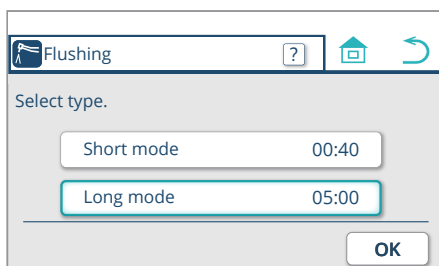 Flushing ?
Select type.
Short mode 00:40
Long mode 05:00
OK